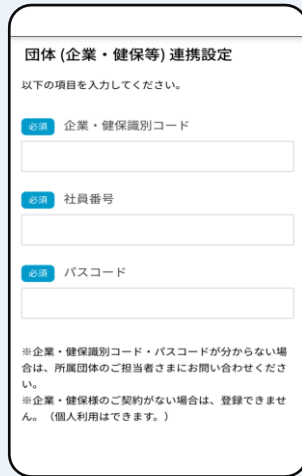 団体 (企業・健保等) 連携設定
以下の項目を入力してください。
必須 企業・健保識別コード
必須 社員番号
必須 パスコード
※企業・健保識別コード・パスコードが分からない場
合は、所属団体のご担当者さまにお問い合わせくださ
い。
※企業・健保様のご契約がない場合は、登録できませ
ん。（個人利用はできます。）